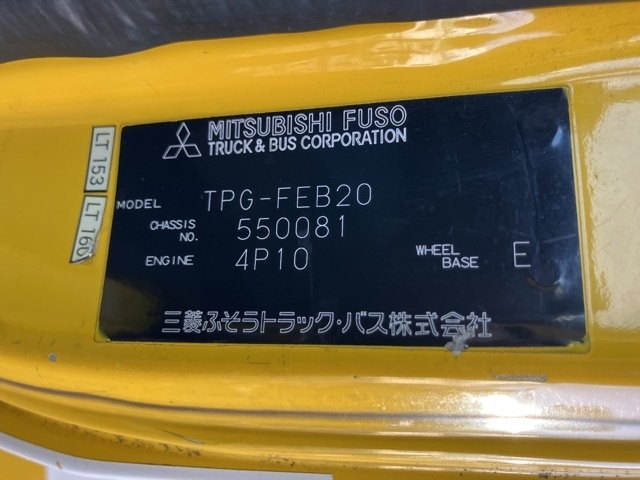 MITSUBISHI FUSO
TRUCK & BUS CORPORATION
LT 153
LT 160
MODEL TPG-FEB20
CHASSIS NO. 550081
ENGINE 4P10 WHEEL BASE E
三菱ふそうトラック・バス株式会社